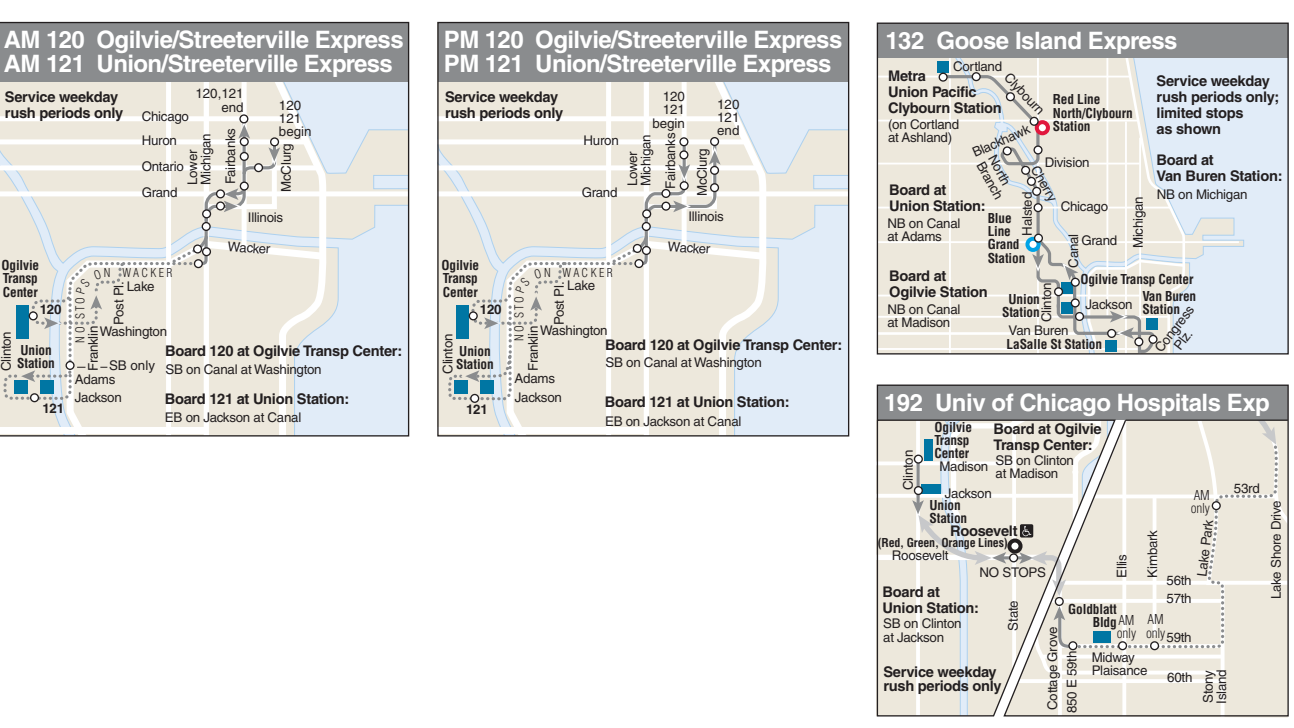 AM 120 Ogilvie/Streeterville Express
AM 121 Union/Streeterville Express
Service weekday
rush periods only
120,121
end
120
121
begin
Chicago
Huron
Ontario
Grand
Lower
Michigan
Fairbanks
McClurg
Illinois
Wacker
NO STOPS ON WACKER
Ogilvie
Transp
Center
Lake
Post Pl.
120
Washington
Clinton
Franklin
Union
Station
SB only
Adams
Jackson
121
Board 120 at Ogilvie Transp Center:
SB on Canal at Washington
Board 121 at Union Station:
EB on Jackson at Canal
PM 120 Ogilvie/Streeterville Express
PM 121 Union/Streeterville Express
Service weekday
rush periods only
120
121
begin
120
121
end
Huron
Grand
Lower
Michigan
Fairbanks
McClurg
Illinois
Wacker
NO STOPS ON WACKER
Ogilvie
Transp
Center
Lake
Post Pl.
120
Washington
Clinton
Franklin
Union
Station
Adams
Jackson
121
Board 120 at Ogilvie Transp Center:
SB on Canal at Washington
Board 121 at Union Station:
EB on Jackson at Canal
132 Goose Island Express
Cortland
Metra
Union Pacific
Clybourn Station
(on Cortland
at Ashland)
Clybourn
Red Line
North/Clybourn
Station
Service weekday
rush periods only;
limited stops
as shown
Blackhawk
North
Branch
Division
Cherry
Board at
Van Buren Station:
NB on Michigan
Board at
Union Station:
NB on Canal
at Adams
Halsted
Chicago
Michigan
Blue
Line
Grand
Station
Canal
Grand
Board at
Ogilvie Station
NB on Canal
at Madison
Ogilvie Transp Center
Union
Station
Clinton
Jackson
Van Buren
Station
Van Buren
LaSalle St Station
Congress
Plz.
192 Univ of Chicago Hospitals Exp
Ogilvie
Transp
Center
Madison
Board at Ogilvie
Transp Center:
SB on Clinton
at Madison
Clinton
Jackson
Union
Station
Roosevelt
(Red, Green, Orange Lines)
Roosevelt
NO STOPS
State
Board at
Union Station:
SB on Clinton
at Jackson
Service weekday
rush periods only
53rd
AM
only
Lake Park
Lake Shore Drive
Ellis
Kimbark
56th
57th
Goldblatt
Bldg
AM
only
AM
only
59th
Midway
Plaisance
60th
Cottage Grove
850 E 59th
Stony
Island